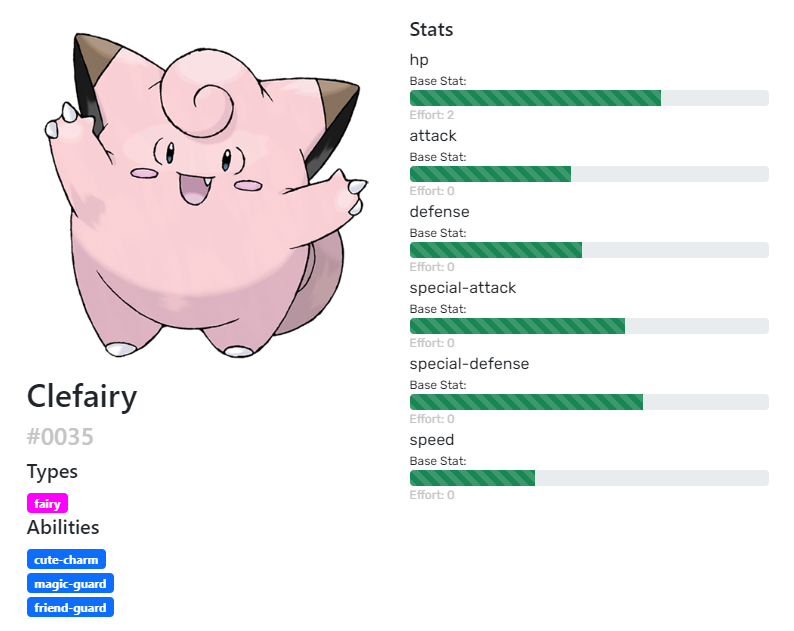 Clefairy
#0035
Types
fairy
Abilities
cute-charm
magic-guard
friend-guard
Stats
hp
Base Stat:
Effort: 2
attack
Base Stat:
Effort: 0
defense
Base Stat:
Effort: 0
special-attack
Base Stat:
Effort: 0
special-defense
Base Stat:
Effort: 0
speed
Base Stat:
Effort: 0